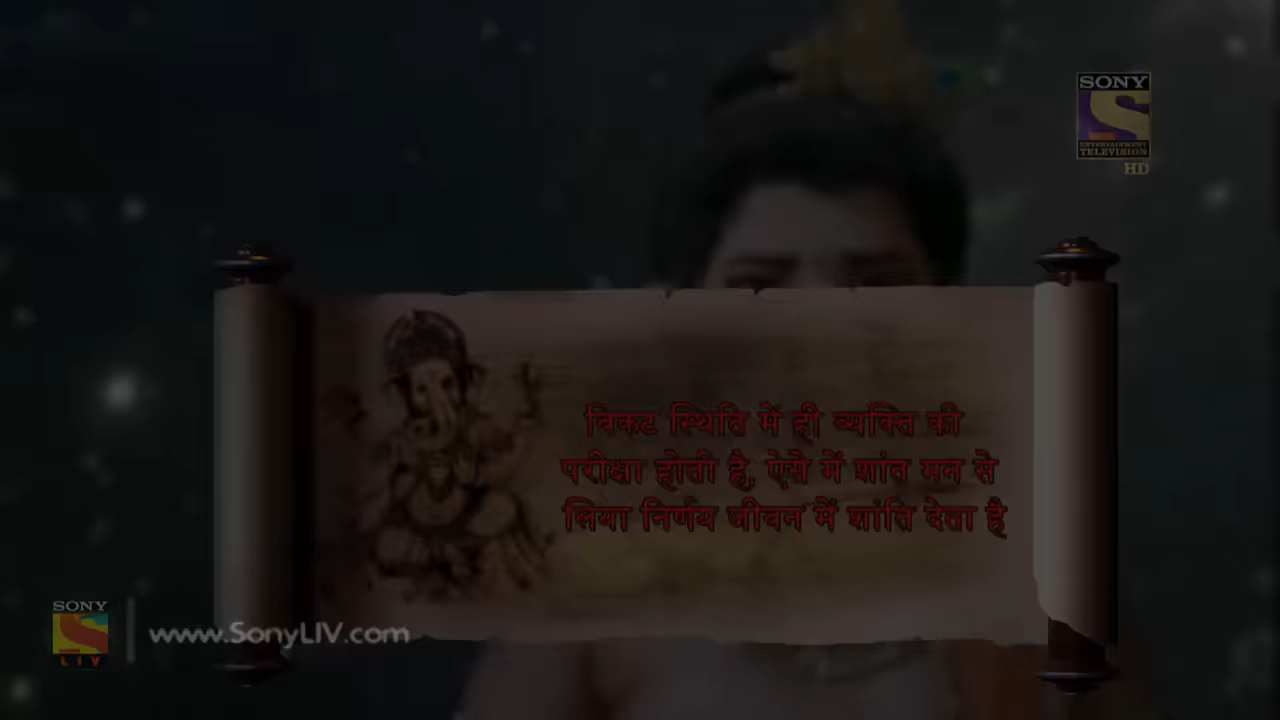 SONY
ENTERTAINMENT
TELEVISION
HD
विकट स्थिति में ही व्यक्ति की
परीक्षा होती है, ऐसे में शांत मन से
लिया निर्णय जीवन में शांति देता है
SONY
LIV
www.SonyLIV.com